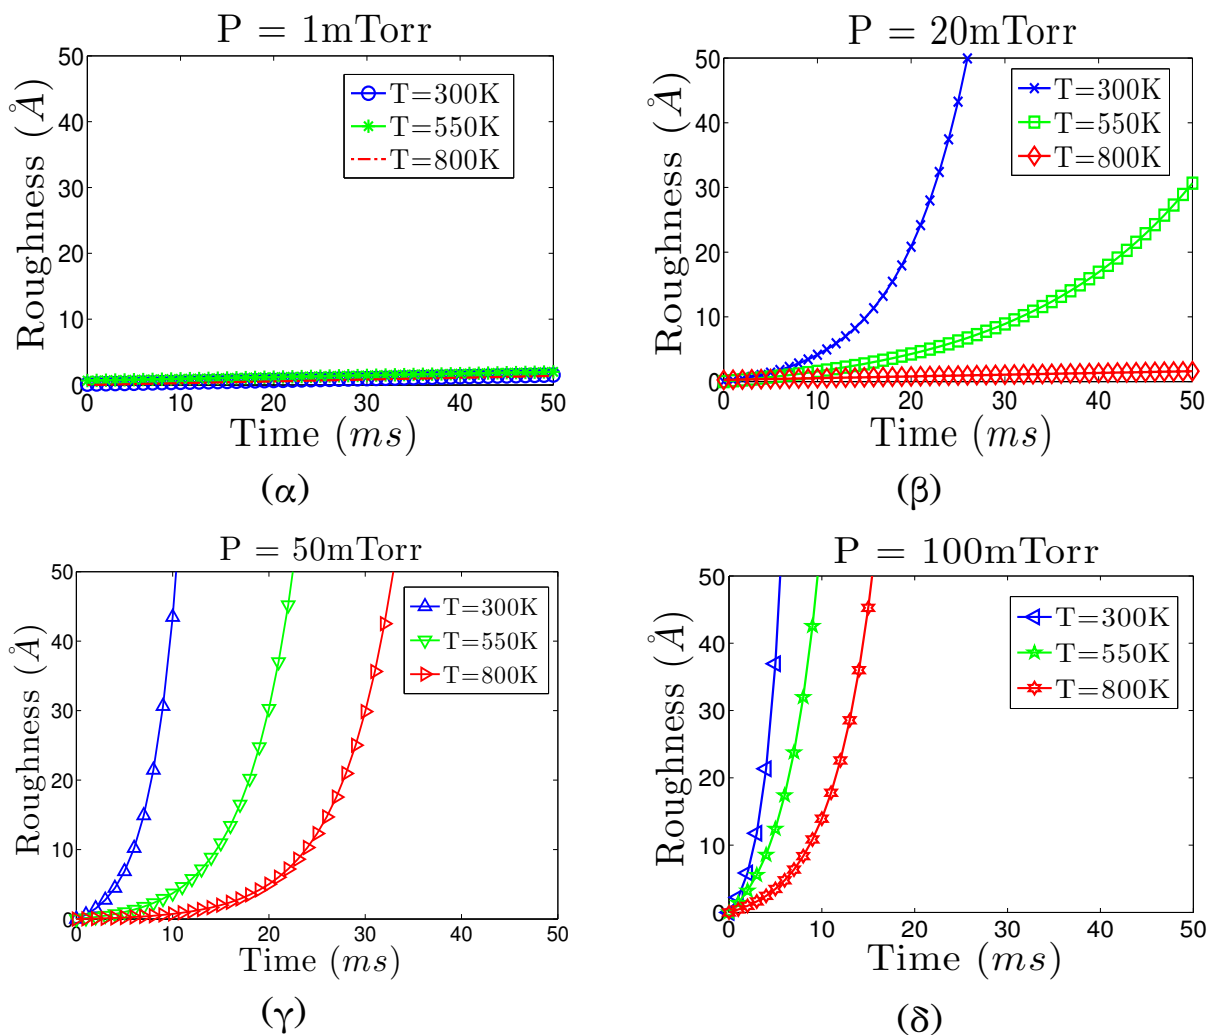 P = 1mTorr
50
40
30
20
10
0
Roughness (Å)
T=300K
T=550K
T=800K
0 10 20 30 40 50
Time (ms)
(α)
P = 20mTorr
50
40
30
20
10
0
Roughness (Å)
T=300K
T=550K
T=800K
0 10 20 30 40 50
Time (ms)
(β)
P = 50mTorr
50
40
30
20
10
0
Roughness (Å)
T=300K
T=550K
T=800K
0 10 20 30 40 50
Time (ms)
(γ)
P = 100mTorr
50
40
30
20
10
0
Roughness (Å)
T=300K
T=550K
T=800K
0 10 20 30 40 50
Time (ms)
(δ)